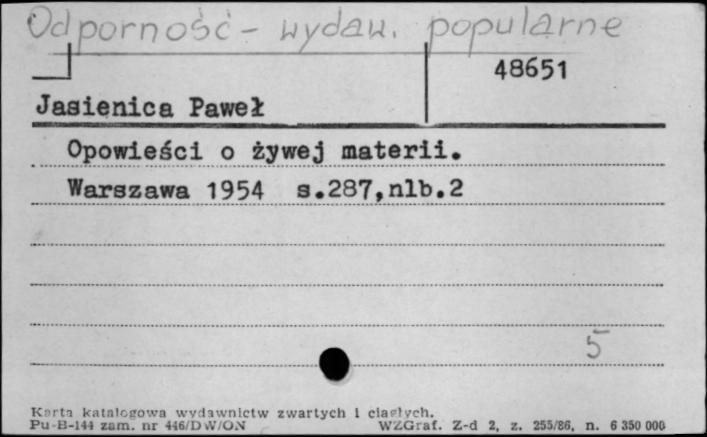 Odporność - wydaw. popularne
48651
Jasienica Paweł
Opowieści o żywej materii.
Warszawa 1954 s.287,nlb.2
5
Karta katalogowa wydawnictw zwartych i ciągłych.
Pu-B-144 zam. nr 446/DW/ON WZGraf. Z-d 2, z. 255/86, n. 6 350 000